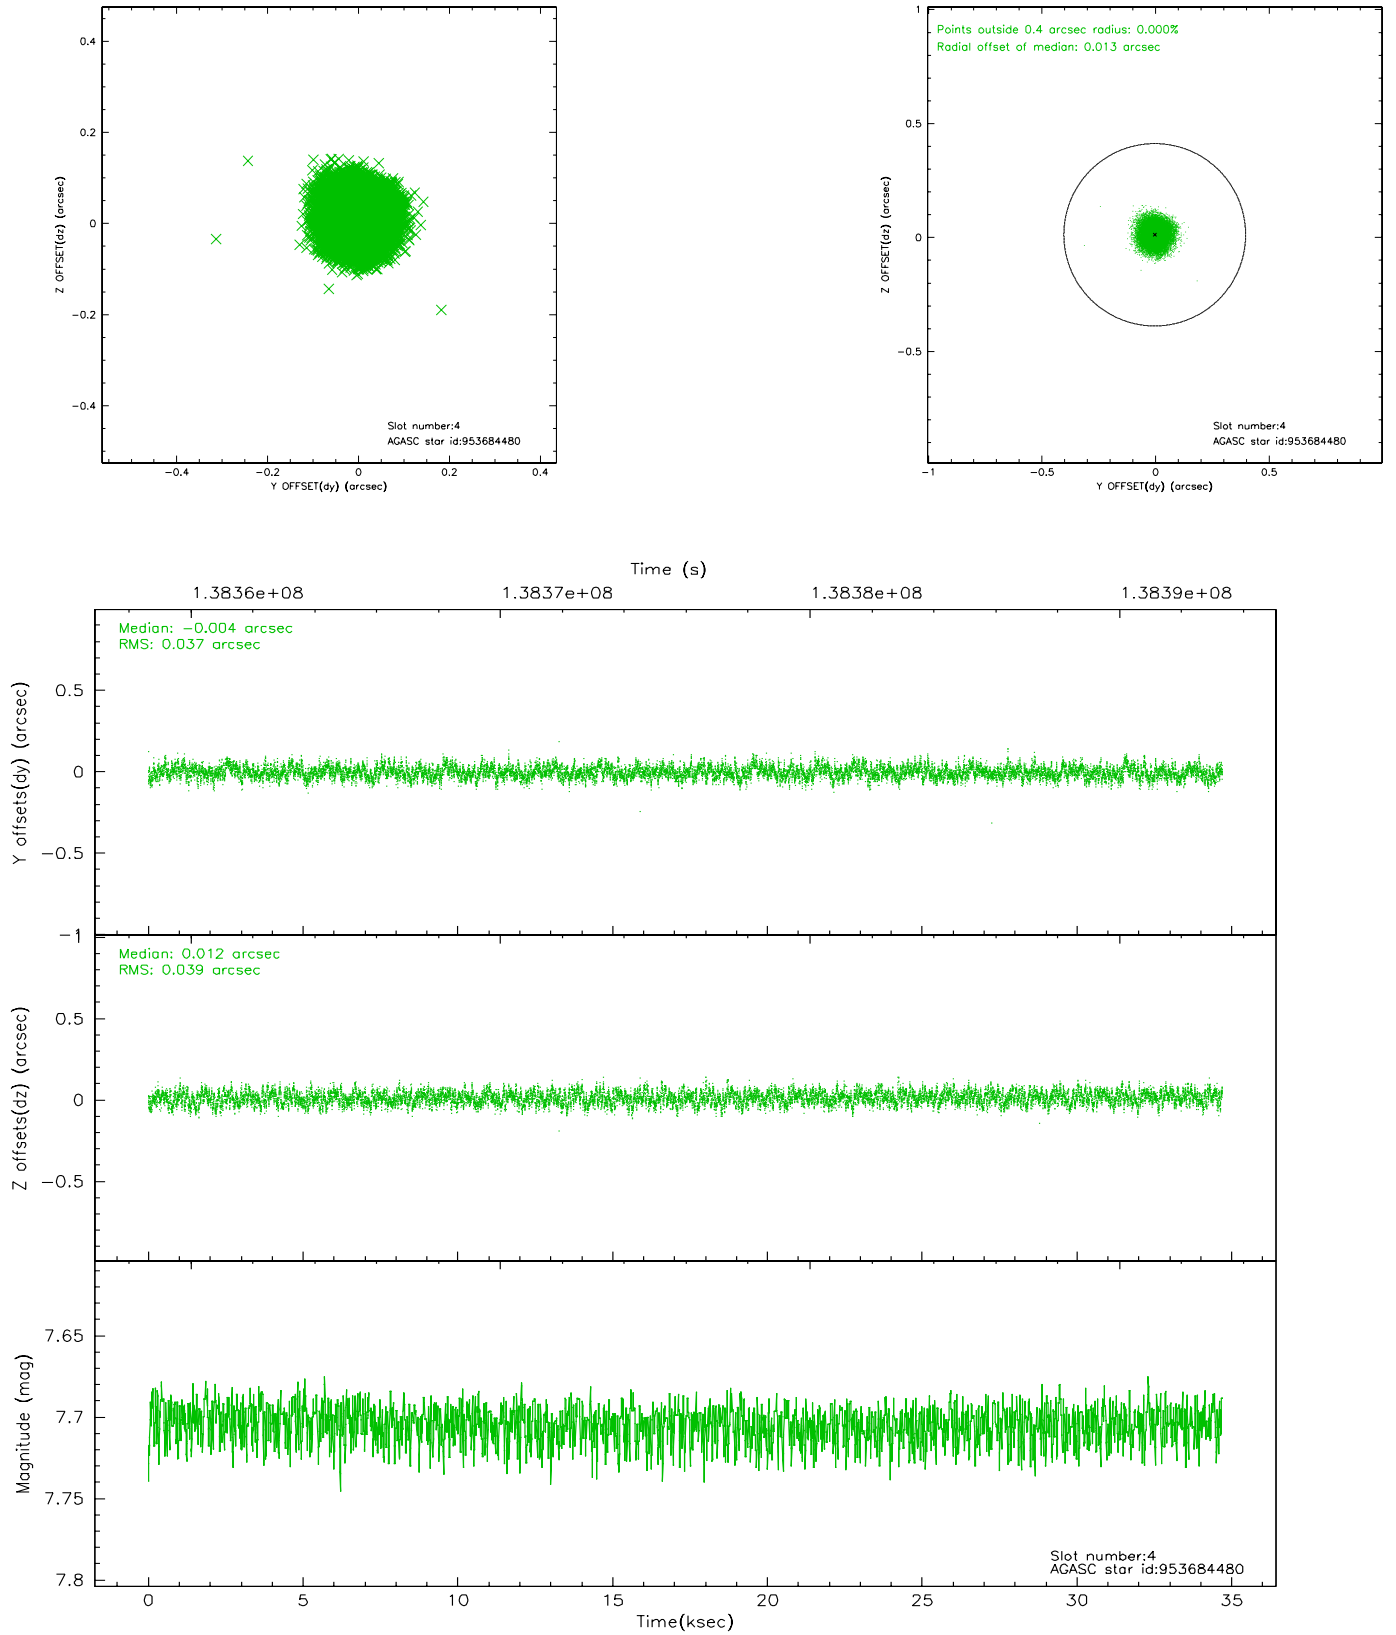 0.4
0.2
0
-0.2
-0.4
Z OFFSET(dz) (arcsec)
Slot number:4
AGASC star id:953684480
-0.4 -0.2 0 0.2 0.4
Y OFFSET(dy) (arcsec)
1
0.5
0
-0.5
Z OFFSET(dz) (arcsec)
Points outside 0.4 arcsec radius: 0.000%
Radial offset of median: 0.013 arcsec
Slot number:4
AGASC star id:953684480
-1 -0.5 0 0.5
Y OFFSET(dy) (arcsec)
Time (s)
1.3836e+08 1.3837e+08 1.3838e+08 1.3839e+08
Median: -0.004 arcsec
RMS: 0.037 arcsec
0.5
0
-0.5
-1
Y offsets(dy) (arcsec)
Median: 0.012 arcsec
RMS: 0.039 arcsec
1
0.5
0
-0.5
Z offsets(dz) (arcsec)
7.65
7.7
7.75
7.8
Magnitude (mag)
Slot number:4
AGASC star id:953684480
0 5 10 15 20 25 30 35
Time(ksec)